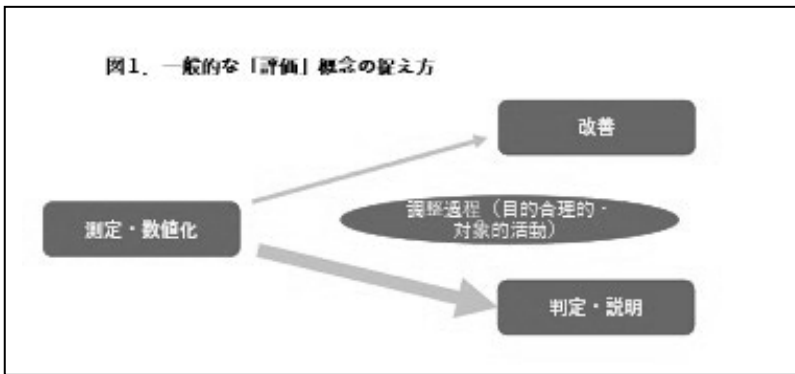 図1．一般的な「評価」概念の捉え方
改善
調整過程（目的合理的・
対象的活動）
測定・数値化
判定・説明